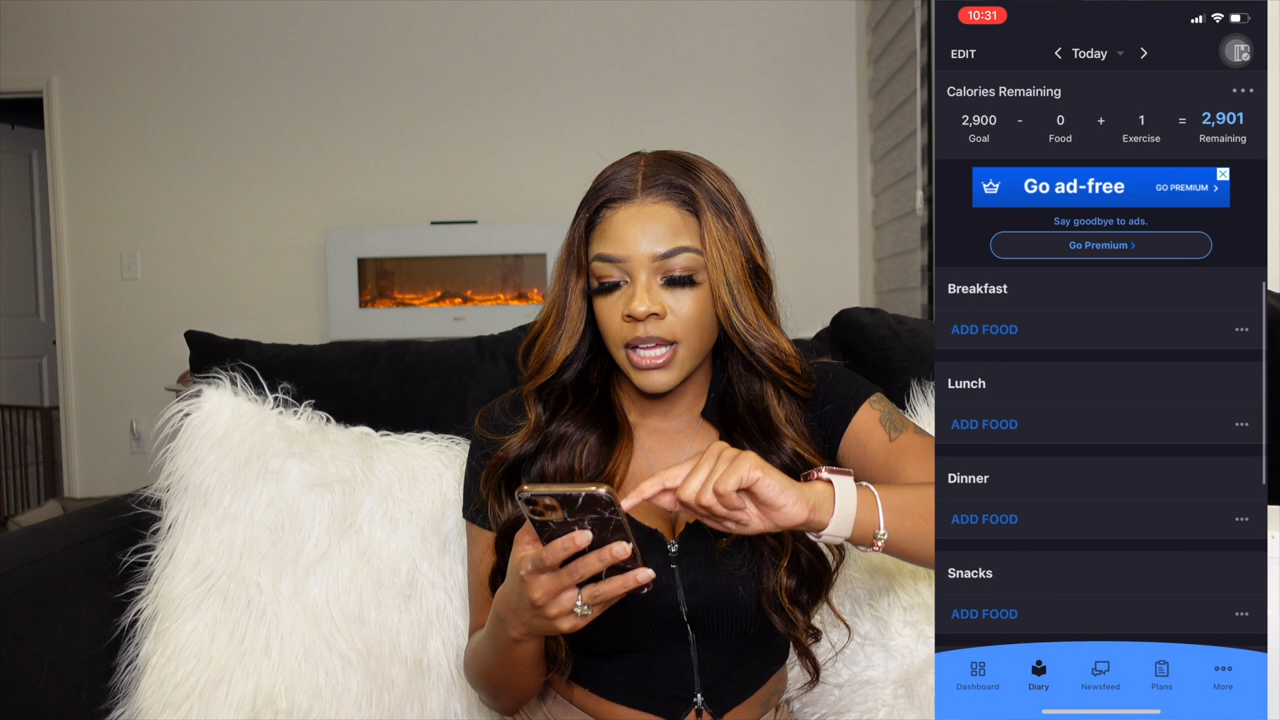 10:31
EDIT
Today
Calories Remaining
2,900 - 0 + 1 = 2,901
Goal Food Exercise Remaining
Go ad-free GO PREMIUM
Say goodbye to ads.
Go Premium
Breakfast
ADD FOOD
Lunch
ADD FOOD
Dinner
ADD FOOD
Snacks
ADD FOOD
Dashboard Diary Newsfeed Plans More